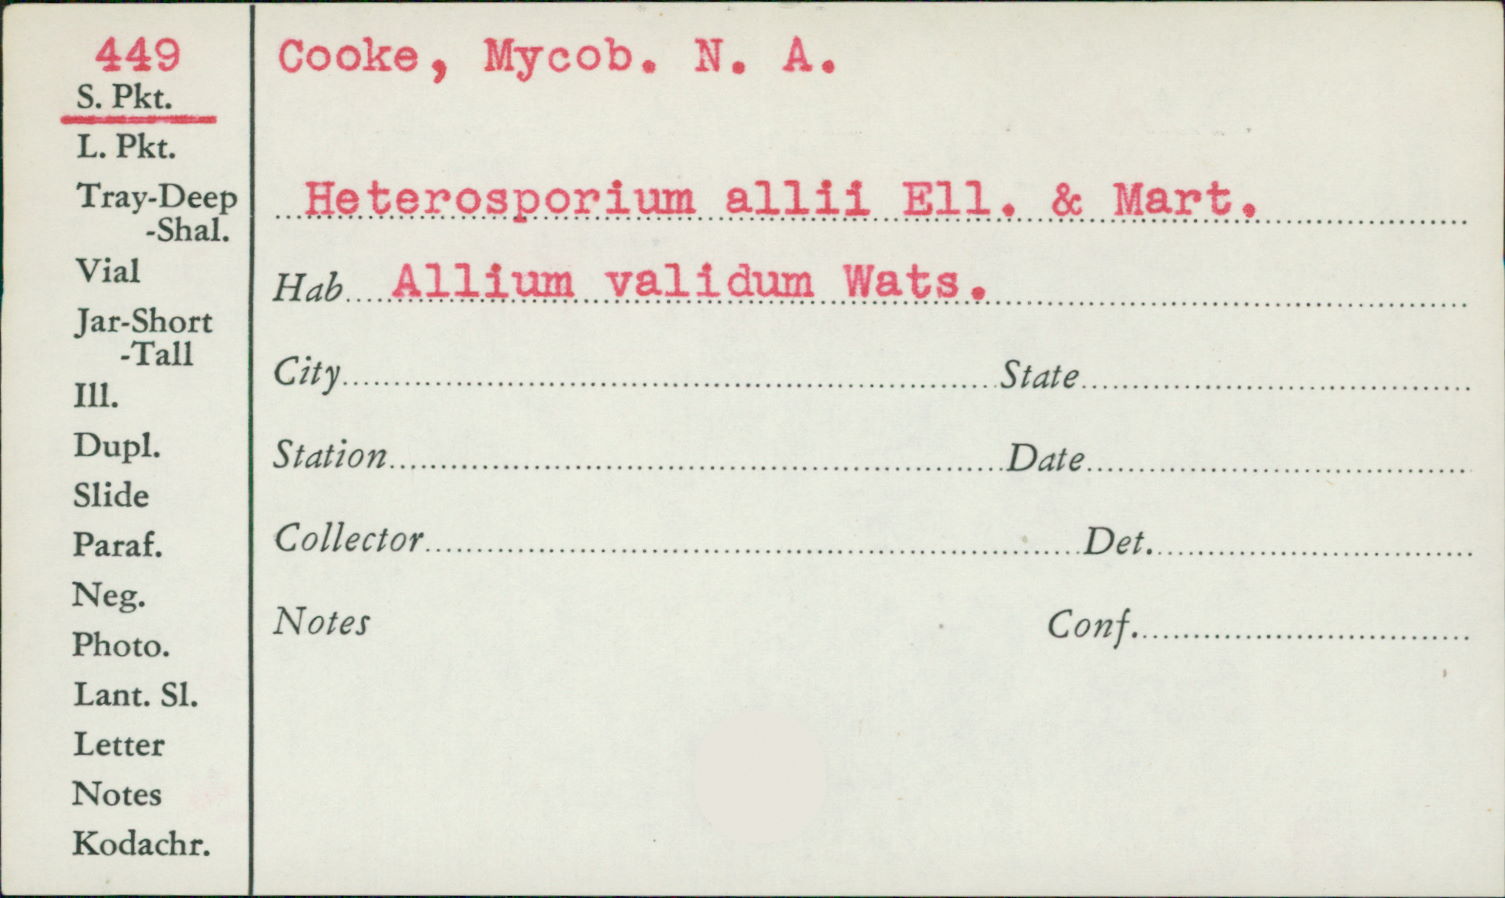 449
S. Pkt.
L. Pkt.
Tray-Deep
-Shal.
Vial
Jar-Short
-Tall
Ill.
Dupl.
Slide
Paraf.
Neg.
Photo.
Lant. Sl.
Letter
Notes
Kodachr.
Cooke, Mycob. N. A.
Heterosporium allii Ell. & Mart.
Hab Allium validum Wats.
City State
Station Date
Collector Det.
Notes Conf.